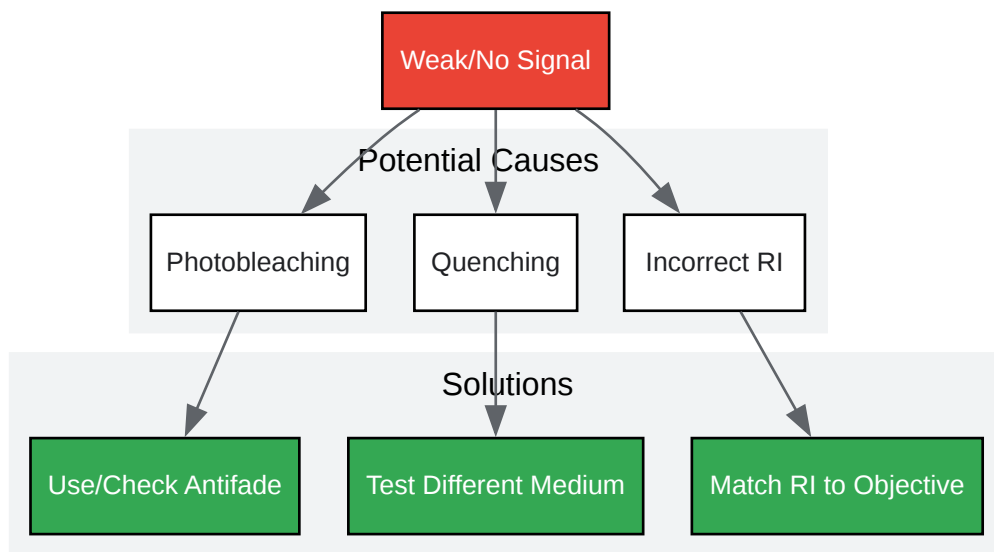 Weak/No Signal
Potential Causes
Photobleaching
Quenching
Incorrect RI
Solutions
Use/Check Antifade
Test Different Medium
Match RI to Objective